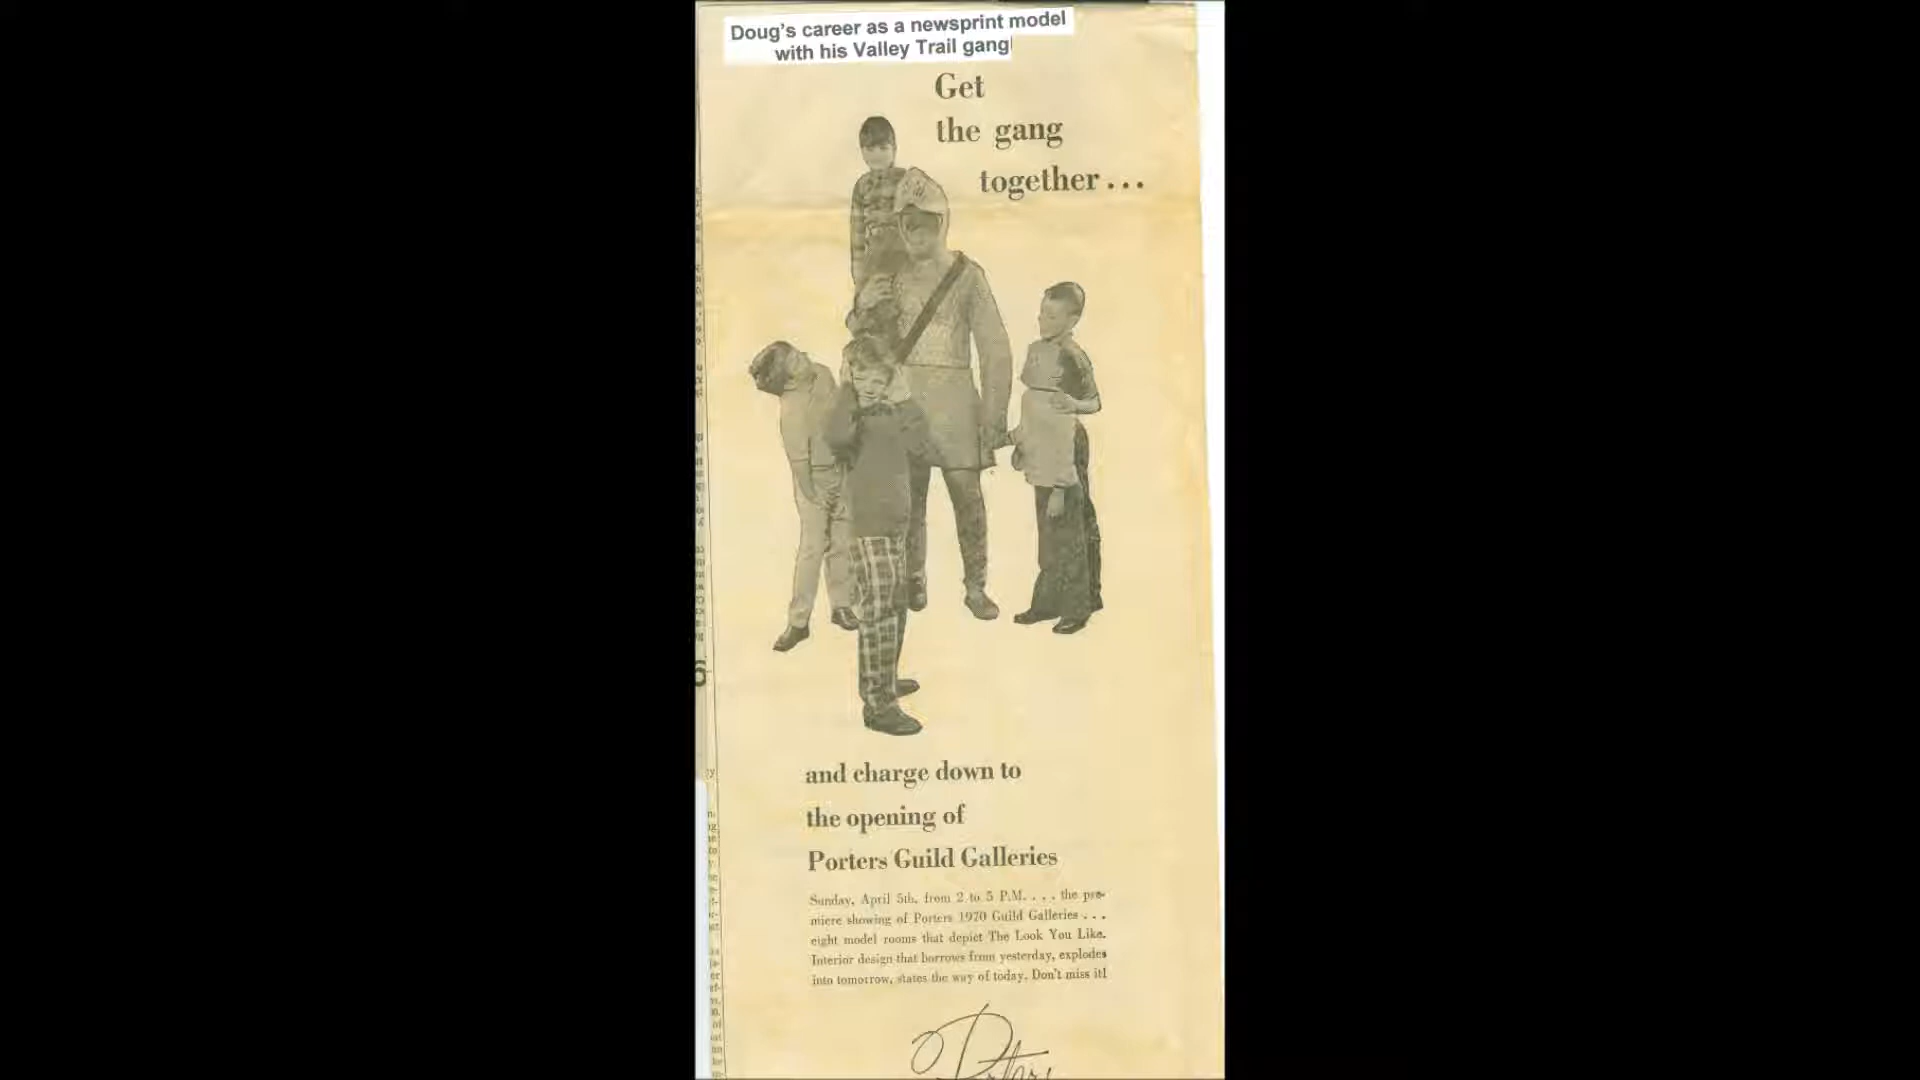 Doug's career as a newsprint model
with his Valley Trail gang
Get
the gang
together...
and charge down to
the opening of
Porters Guild Galleries
Sunday, April 5th, from 2 to 5 P.M. . . . the pre-
miere showing of Porters 1970 Guild Galleries . . .
eight model rooms that depict The Look You Like.
Interior design that borrows from yesterday, explodes
into tomorrow, states the way of today. Don't miss it!